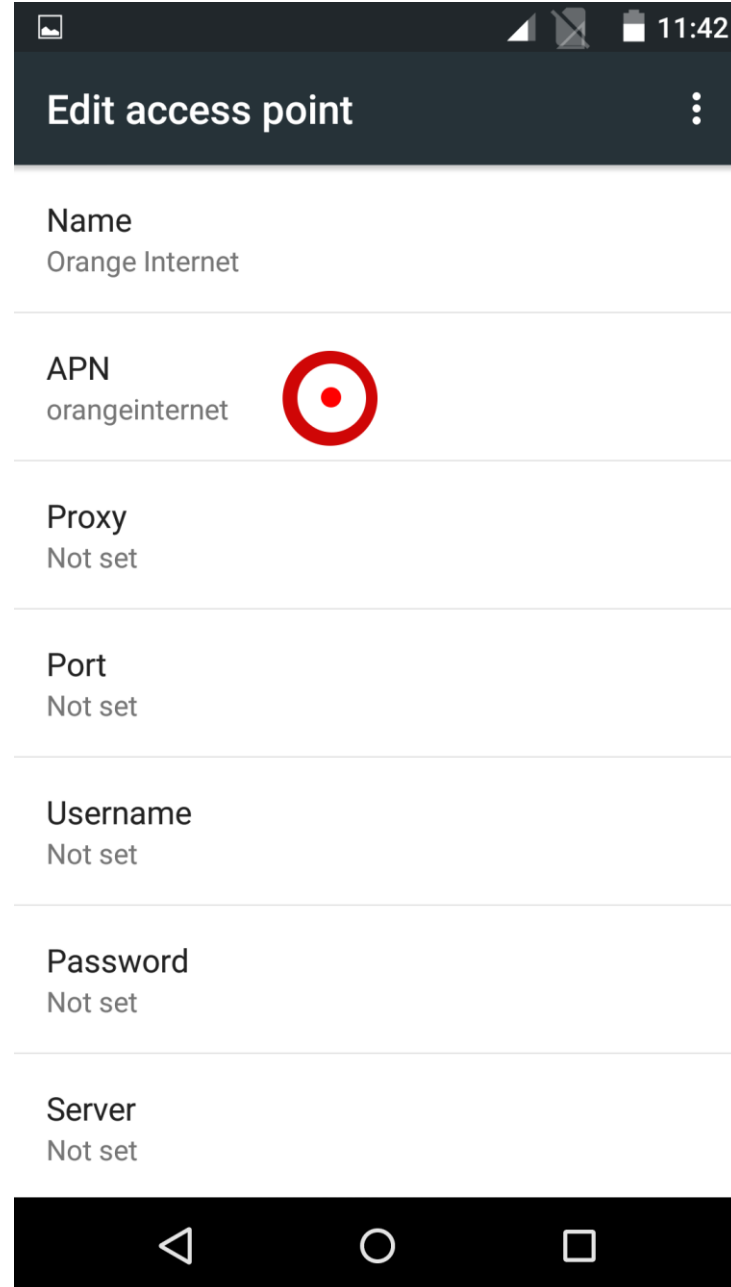 11:42
Edit access point
Name
Orange Internet
APN
orangeinternet
Proxy
Not set
Port
Not set
Username
Not set
Password
Not set
Server
Not set